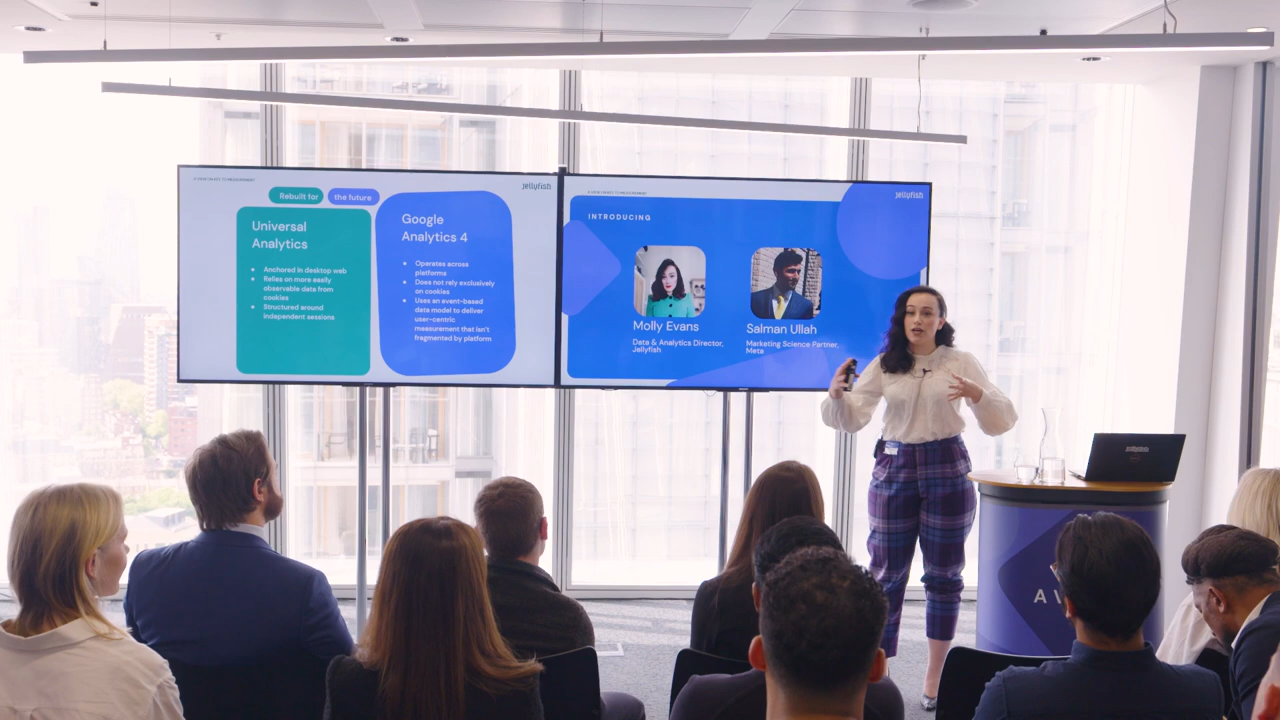 jellyfish
Rebuilt for the future
Universal
Analytics
Anchored in desktop web
Relies on more easily
observable data from
cookies
Structured around
independent sessions
Google
Analytics 4
Operates across
platforms
Does not rely exclusively
on cookies
Uses an event-based
data model to deliver
user-centric
measurement that isn't
fragmented by platform
jellyfish
INTRODUCING
Molly Evans
Data & Analytics Director,
Jellyfish
Salman Ullah
Marketing Science Partner,
Meta
jellyfish